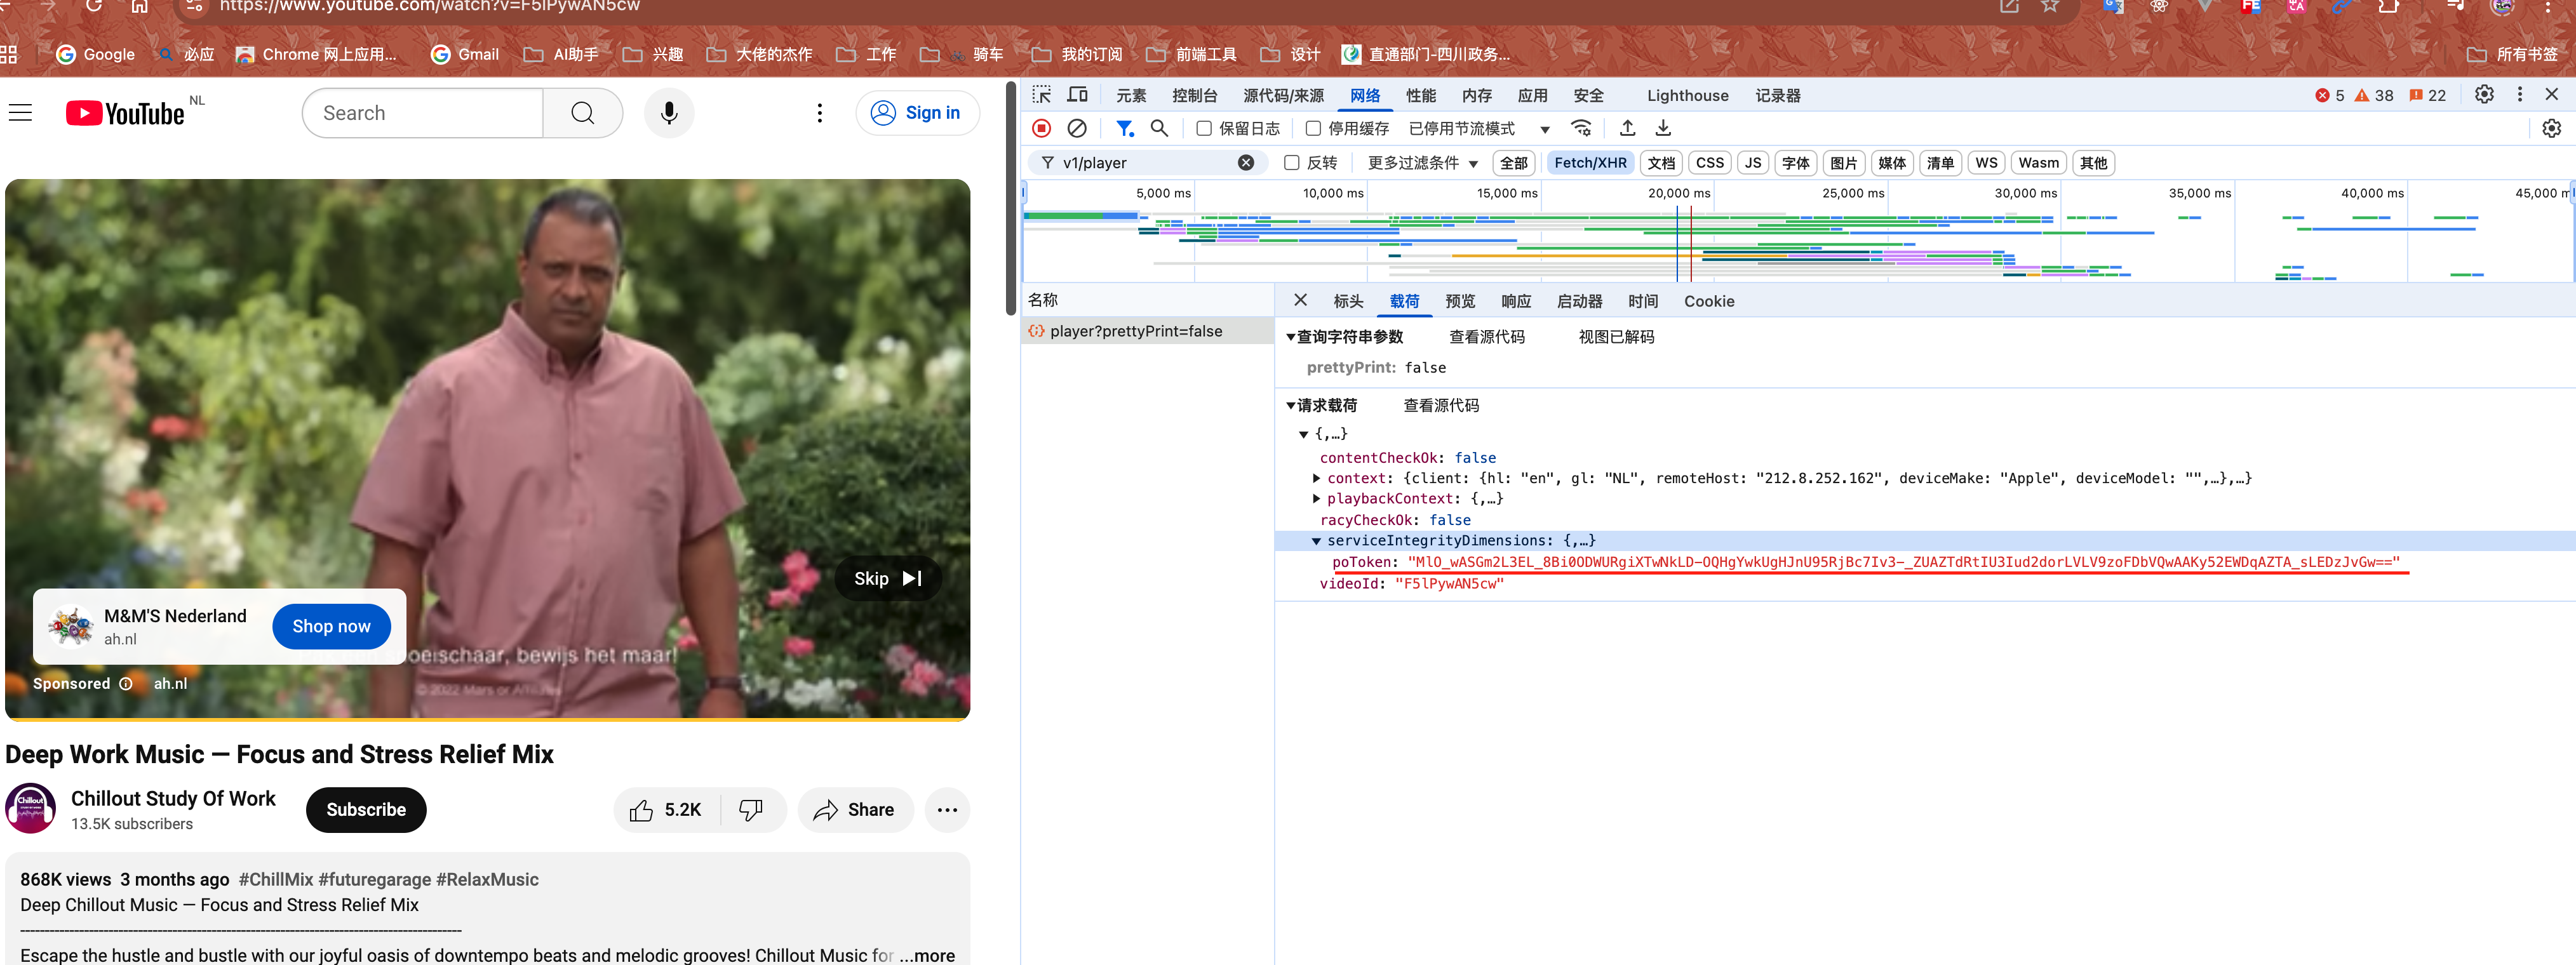 https://www.youtube.com/watch?v=F5lPywAN5cw
Google
必应
Chrome 网上应用...
Gmail
AI助手
兴趣
大佬的杰作
工作
骑车
我的订阅
前端工具
设计
直通部门-四川政务...
所有书签
YouTube NL
Search
Sign in
Skip
M&M'S Nederland
ah.nl
Shop now
oeischaar, bewijs het maar!
Sponsored
ah.nl
© 2022 Mars or Affiliates
Deep Work Music — Focus and Stress Relief Mix
Chillout Study Of Work
13.5K subscribers
Subscribe
5.2K
Share
868K views 3 months ago #ChillMix #futuregarage #RelaxMusic
Deep Chillout Music — Focus and Stress Relief Mix
Escape the hustle and bustle with our joyful oasis of downtempo beats and melodic grooves! Chillout Music for ...more
元素 控制台 源代码/来源 网络 性能 内存 应用 安全 Lighthouse 记录器 5 38 22
保留日志 停用缓存 已停用节流模式
v1/player 反转 更多过滤条件 全部 Fetch/XHR 文档 CSS JS 字体 图片 媒体 清单 WS Wasm 其他
5,000 ms 10,000 ms 15,000 ms 20,000 ms 25,000 ms 30,000 ms 35,000 ms 40,000 ms 45,000 m
名称
player?prettyPrint=false
标头 载荷 预览 响应 启动器 时间 Cookie
▼查询字符串参数 查看源代码 视图已解码
prettyPrint: false
▼请求载荷 查看源代码
▼ {,…}
contentCheckOk: false
▶ context: {client: {hl: "en", gl: "NL", remoteHost: "212.8.252.162", deviceMake: "Apple", deviceModel: "",…},…}
▶ playbackContext: {,…}
racyCheckOk: false
▼ serviceIntegrityDimensions: {,…}
poToken: "MlO_wASGm2L3EL_8Bi0ODWURgiXTwNkLD-OQHgYwkUgHJnU95RjBc7Iv3-_ZUAZTdRtIU3Iud2dorLVLV9zoFDbVQwAAKy52EWDqAZTA_sLEDzJvGw=="
videoId: "F5lPywAN5cw"